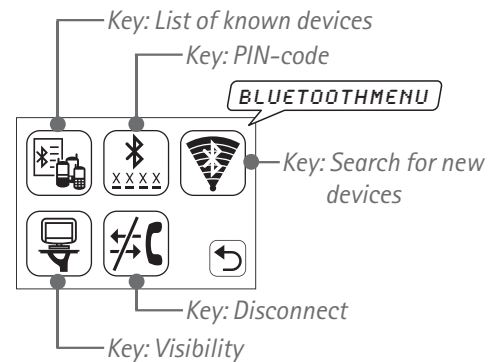 Key: List of known devices
Key: PIN-code
BLUETOOTHMENU
X X X X
Key: Search for new
devices
Key: Disconnect
Key: Visibility